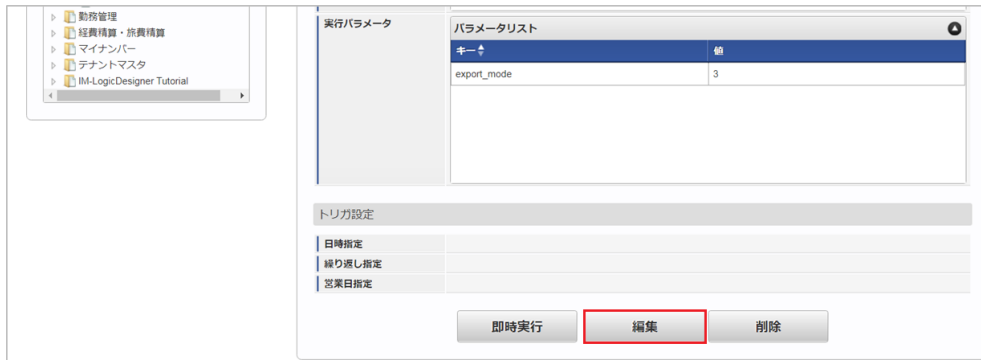 勤務管理
経費精算・旅費精算
マイナンバー
テナントマスタ
IM-LogicDesigner Tutorial
実行パラメータ
パラメータリスト
キー 値
export_mode 3
トリガ設定
日時指定
繰り返し指定
営業日指定
即時実行 編集 削除